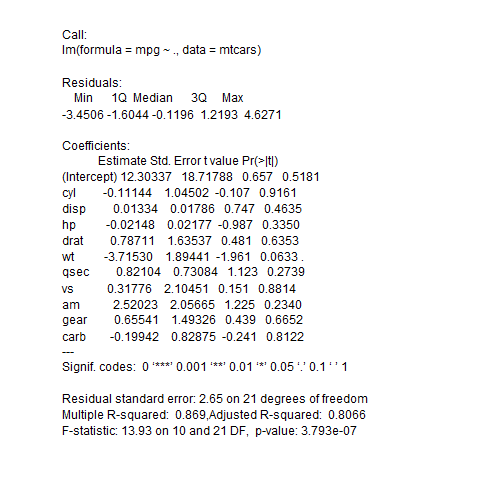 Call:
lm(formula = mpg ~ ., data = mtcars)
Residuals:
Min 1Q Median 3Q Max
-3.4506 -1.6044 -0.1196 1.2193 4.6271
Coefficients:
Estimate Std. Error t value Pr(>|t|)
(Intercept) 12.30337 18.71788 0.657 0.5181
cyl -0.11144 1.04502 -0.107 0.9161
disp 0.01334 0.01786 0.747 0.4635
hp -0.02148 0.02177 -0.987 0.3350
drat 0.78711 1.63537 0.481 0.6353
wt -3.71530 1.89441 -1.961 0.0633 .
qsec 0.82104 0.73084 1.123 0.2739
vs 0.31776 2.10451 0.151 0.8814
am 2.52023 2.05665 1.225 0.2340
gear 0.65541 1.49326 0.439 0.6652
carb -0.19942 0.82875 -0.241 0.8122
---
Signif. codes: 0 ‘***’ 0.001 ‘**’ 0.01 ‘*’ 0.05 ‘.’ 0.1 ‘ ’ 1
Residual standard error: 2.65 on 21 degrees of freedom
Multiple R-squared: 0.869,Adjusted R-squared: 0.8066
F-statistic: 13.93 on 10 and 21 DF, p-value: 3.793e-07